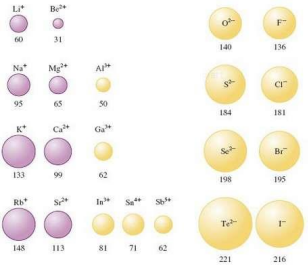 Li⁺ Be²⁺
O²⁻ F⁻
60 31 140 136
Na⁺ Mg²⁺ Al³⁺
S²⁻ Cl⁻
95 65 50 184 181
K⁺ Ca²⁺ Ga³⁺
Se²⁻ Br⁻
133 99 62 198 195
Rb⁺ Sr²⁺ In³⁺ Sn⁴⁺ Sb⁵⁺
Te²⁻ I⁻
148 113 81 71 62 221 216